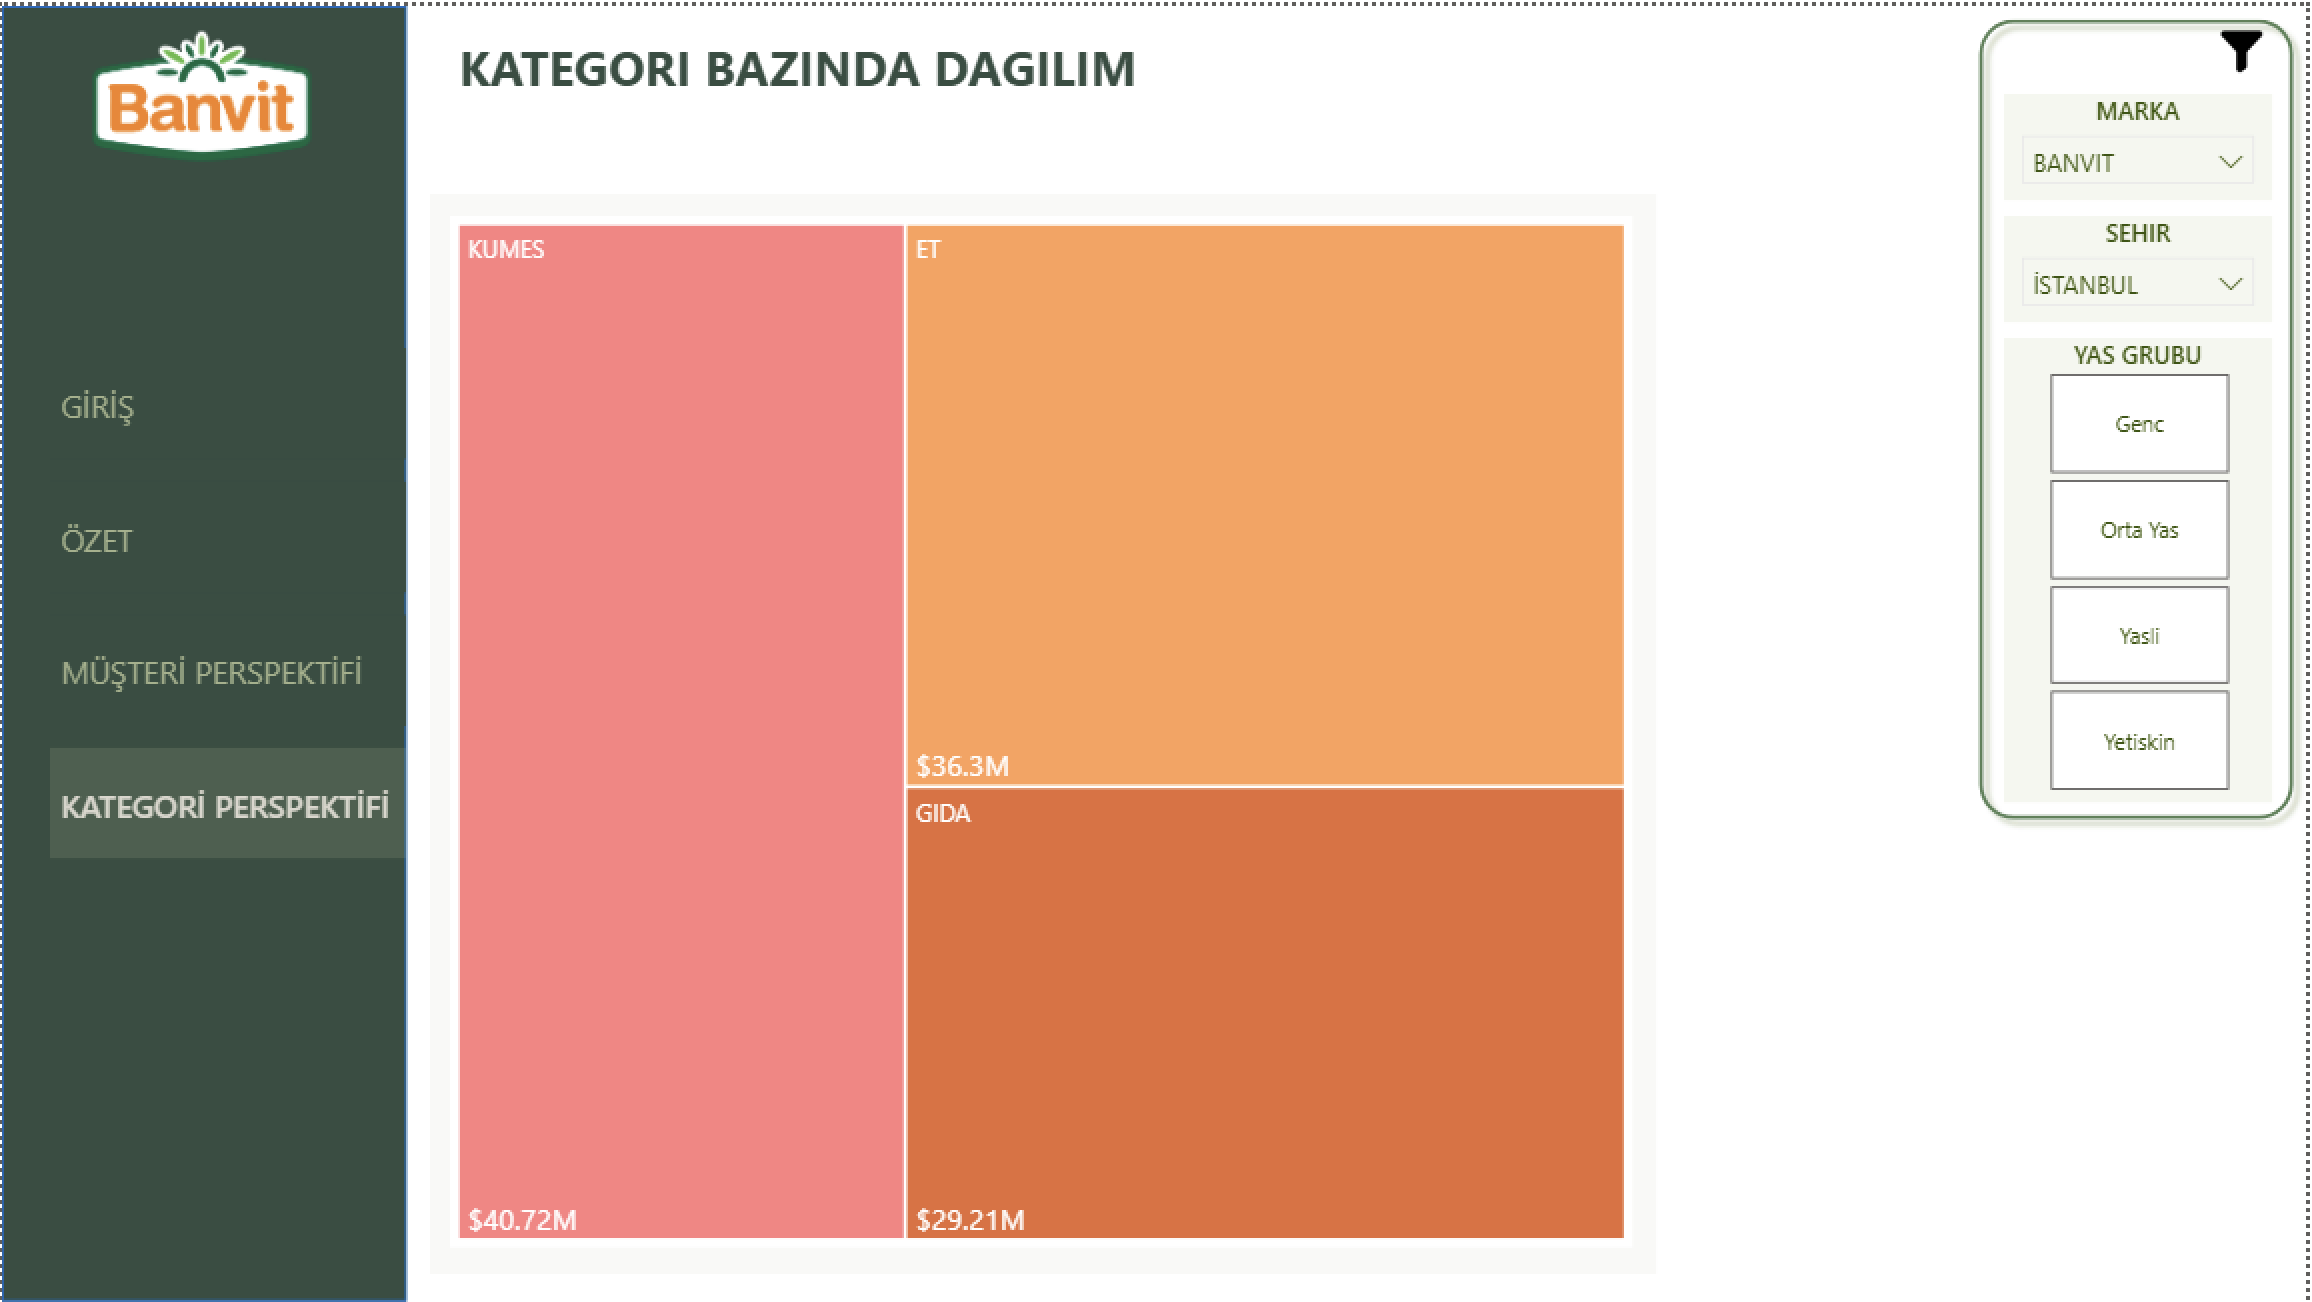 Banvit
GİRİŞ
ÖZET
MÜŞTERİ PERSPEKTİFİ
KATEGORİ PERSPEKTİFİ
KATEGORI BAZINDA DAGILIM
KUMES
$40.72M
ET
$36.3M
GIDA
$29.21M
MARKA
BANVIT
SEHIR
İSTANBUL
YAS GRUBU
Genc
Orta Yas
Yasli
Yetiskin